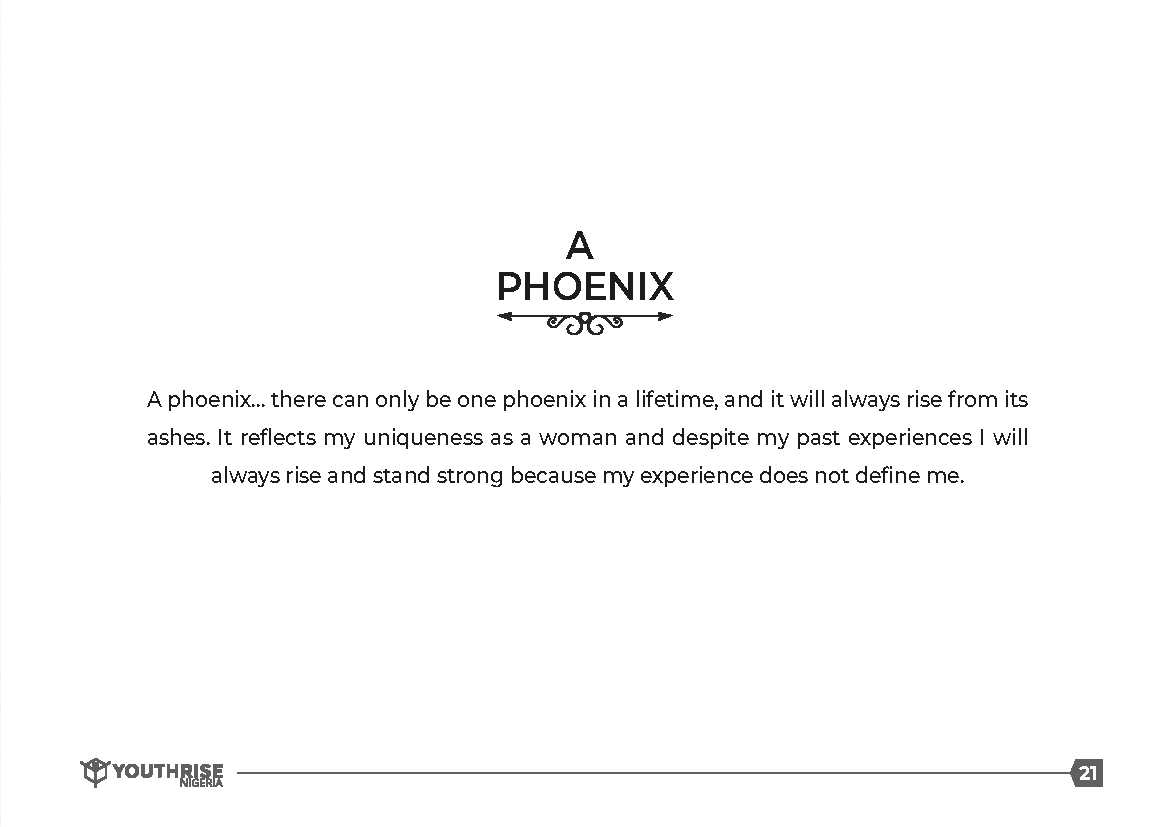 A
PHOENIX
A phoenix... there can only be one phoenix in a lifetime, and it will always rise from its
ashes. It reflects my uniqueness as a woman and despite my past experiences I will
always rise and stand strong because my experience does not define me.
YOUTHRISE
NIGERIA
21